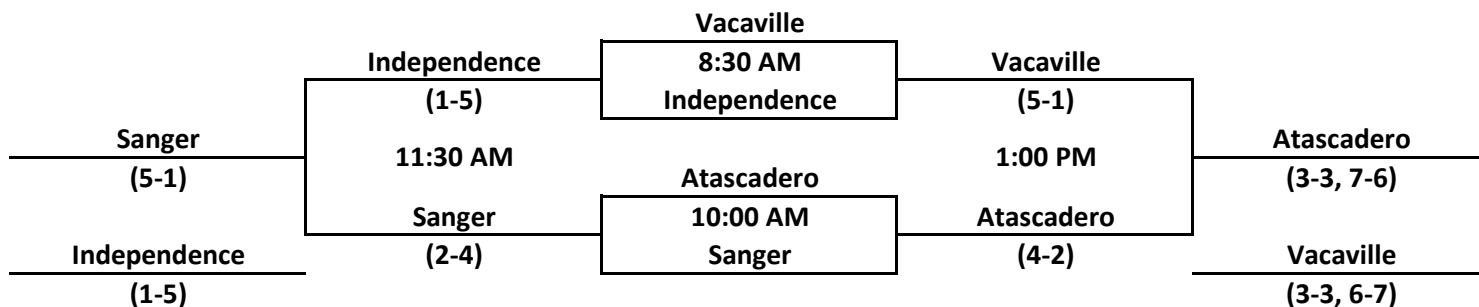 Vacaville
Independence 8:30 AM Vacaville
(1-5) Independence (5-1)
Sanger 11:30 AM 1:00 PM Atascadero
(5-1) Atascadero (3-3, 7-6)
Sanger 10:00 AM Atascadero
Independence (2-4) Sanger (4-2) Vacaville
(1-5) (3-3, 6-7)